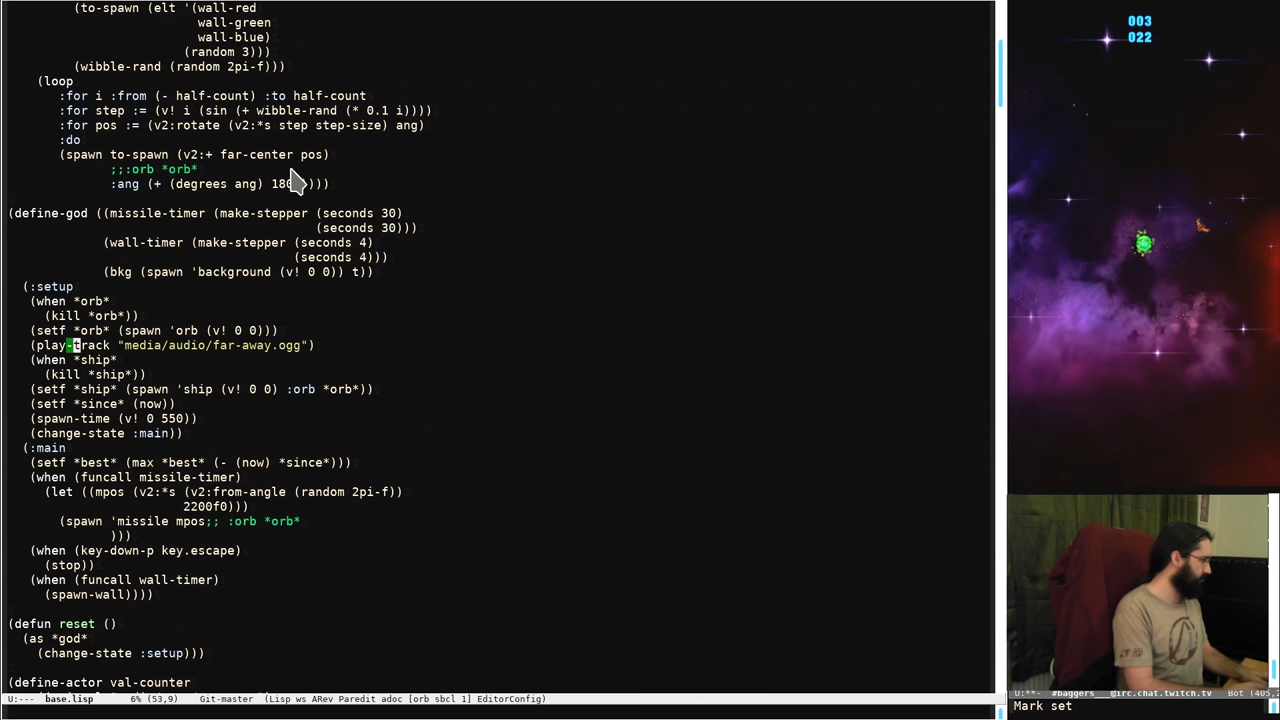 (to-spawn (elt '(wall-red
wall-green
wall-blue)
(random 3)))
(wibble-rand (random 2pi-f)))
(loop
:for i :from (- half-count) :to half-count
:for step := (v! i (sin (+ wibble-rand (* 0.1 i))))
:for pos := (v2:rotate (v2:*s step step-size) ang)
:do
(spawn to-spawn (v2:+ far-center pos)
;;:orb *orb*
:ang (+ (degrees ang) 180))))
(define-god ((missile-timer (make-stepper (seconds 30)
(seconds 30)))
(wall-timer (make-stepper (seconds 4)
(seconds 4)))
(bkg (spawn 'background (v! 0 0)) t))
(:setup
(when *orb*
(kill *orb*))
(setf *orb* (spawn 'orb (v! 0 0)))
(play-track "media/audio/far-away.ogg")
(when *ship*
(kill *ship*))
(setf *ship* (spawn 'ship (v! 0 0) :orb *orb*))
(setf *since* (now))
(spawn-time (v! 0 550))
(change-state :main))
(:main
(setf *best* (max *best* (- (now) *since*)))
(when (funcall missile-timer)
(let ((mpos (v2:*s (v2:from-angle (random 2pi-f))
2200f0)))
(spawn 'missile mpos;; :orb *orb*
)))
(when (key-down-p key.escape)
(stop))
(when (funcall wall-timer)
(spawn-wall))))
(defun reset ()
(as *god*
(change-state :setup)))
(define-actor val-counter
U:--- base.lisp 6% (53,9) Git-master (Lisp ws ARev Paredit adoc [orb sbcl 1] EditorConfig)
003
022
U:**- #baggers___@irc.chat.twitch.tv Bot (405,2
Mark set